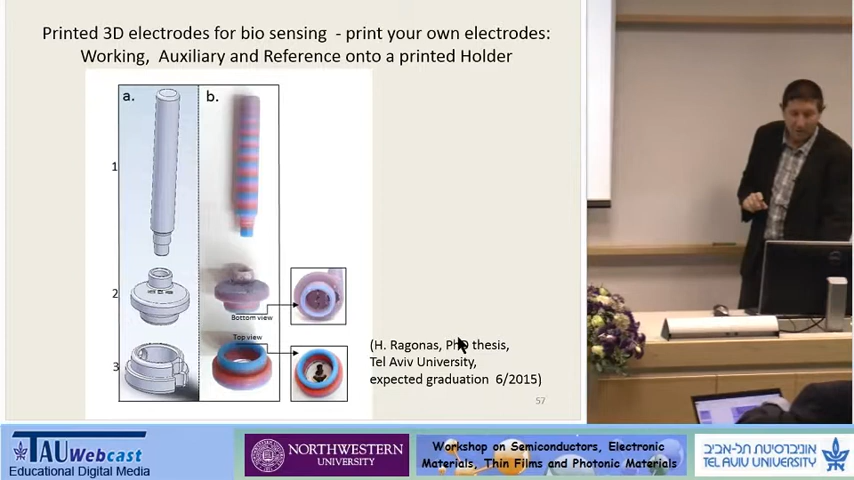 Printed 3D electrodes for bio sensing - print your own electrodes:
Working, Auxiliary and Reference onto a printed Holder
a.
b.
1
2
Bottom view
Top view
3
(H. Ragonas, PhD thesis,
Tel Aviv University,
expected graduation 6/2015)
57
TAU Webcast
Educational Digital Media
NORTHWESTERN
UNIVERSITY
Workshop on Semiconductors, Electronic
Materials, Thin Films and Photonic Materials
אוניברסיטת תל-אביב
TEL AVIV UNIVERSITY